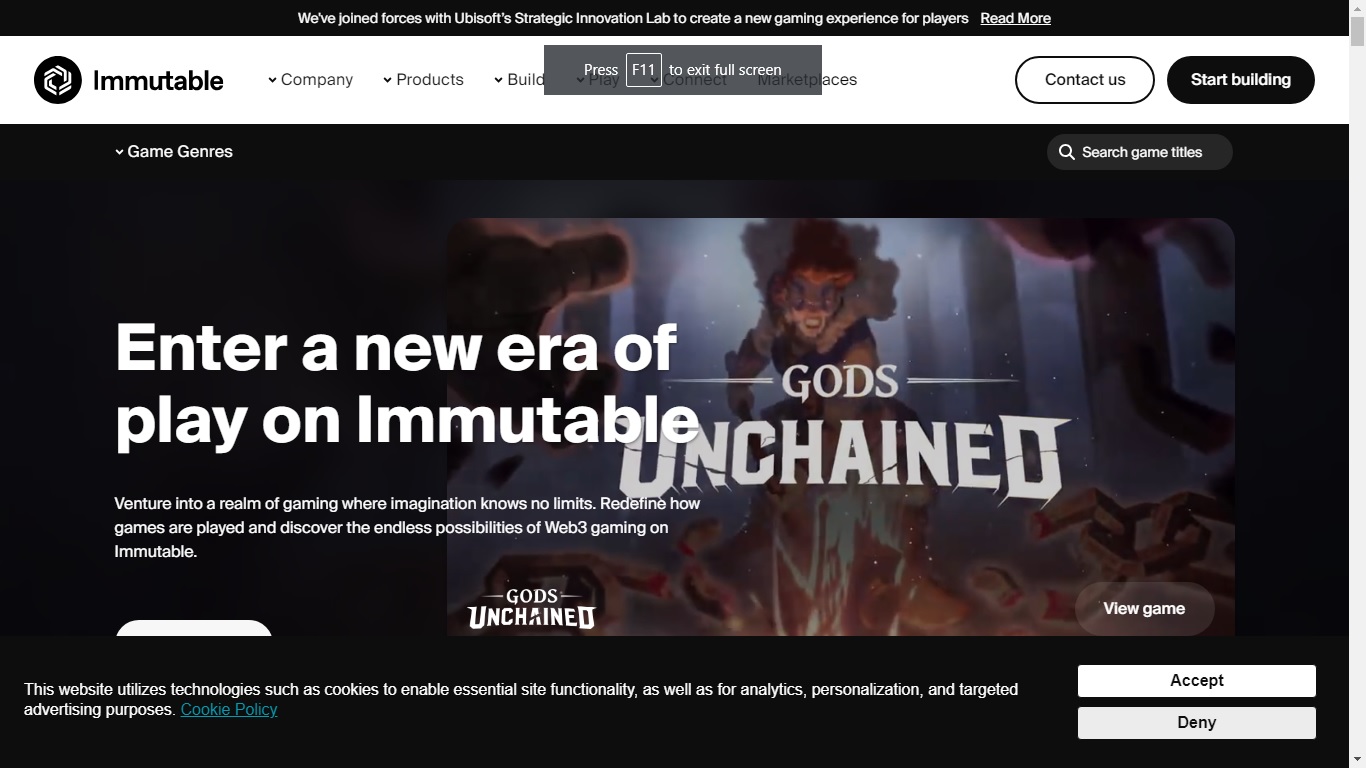 We've joined forces with Ubisoft's Strategic Innovation Lab to create a new gaming experience for players Read More
Immutable Company Products Build Play Connect Marketplaces Contact us Start building
Press F11 to exit full screen
Game Genres Search game titles
Enter a new era of
play on Immutable
GODS
UNCHAINED
Venture into a realm of gaming where imagination knows no limits. Redefine how
games are played and discover the endless possibilities of Web3 gaming on
Immutable.
GODS
UNCHAINED
View game
This website utilizes technologies such as cookies to enable essential site functionality, as well as for analytics, personalization, and targeted
advertising purposes. Cookie Policy
Accept
Deny